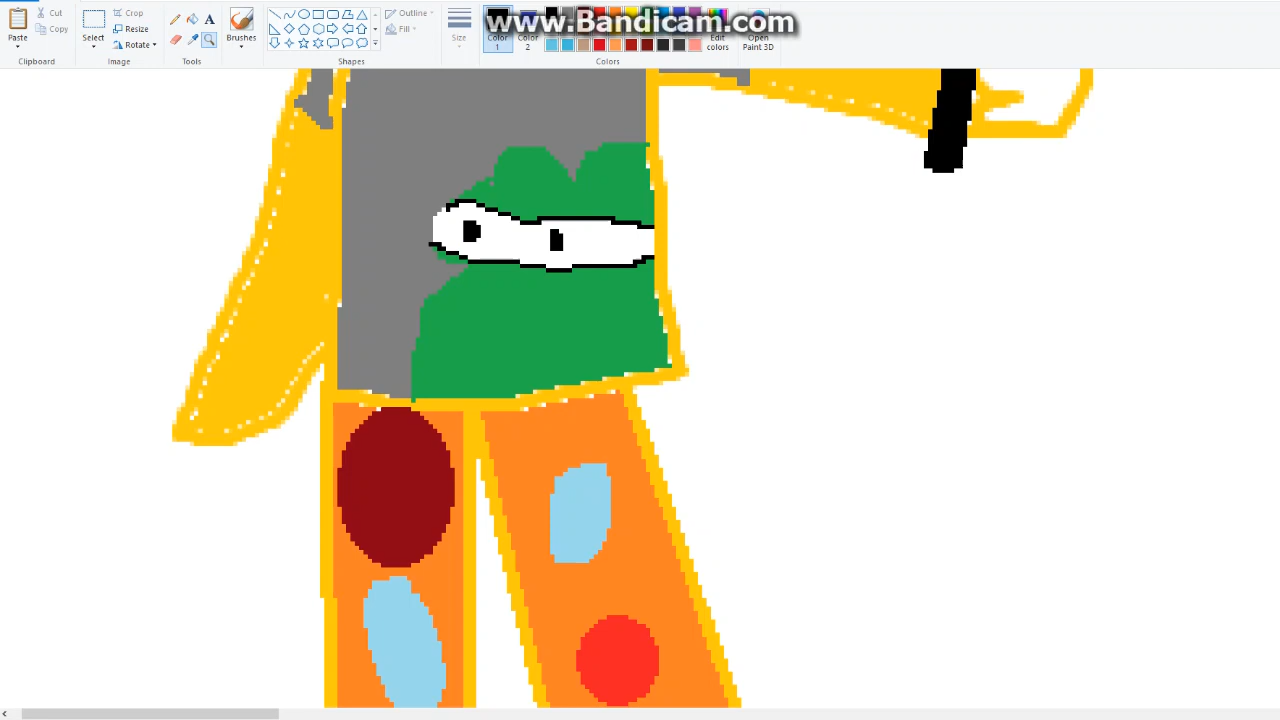 www.Bandicam.com
Paste
Cut
Copy
Clipboard
Select
Crop
Resize
Rotate
Image
A
Tools
Brushes
Outline
Fill
Shapes
Size
Color
1
Color
2
Edit
colors
Open
Paint 3D
Colors